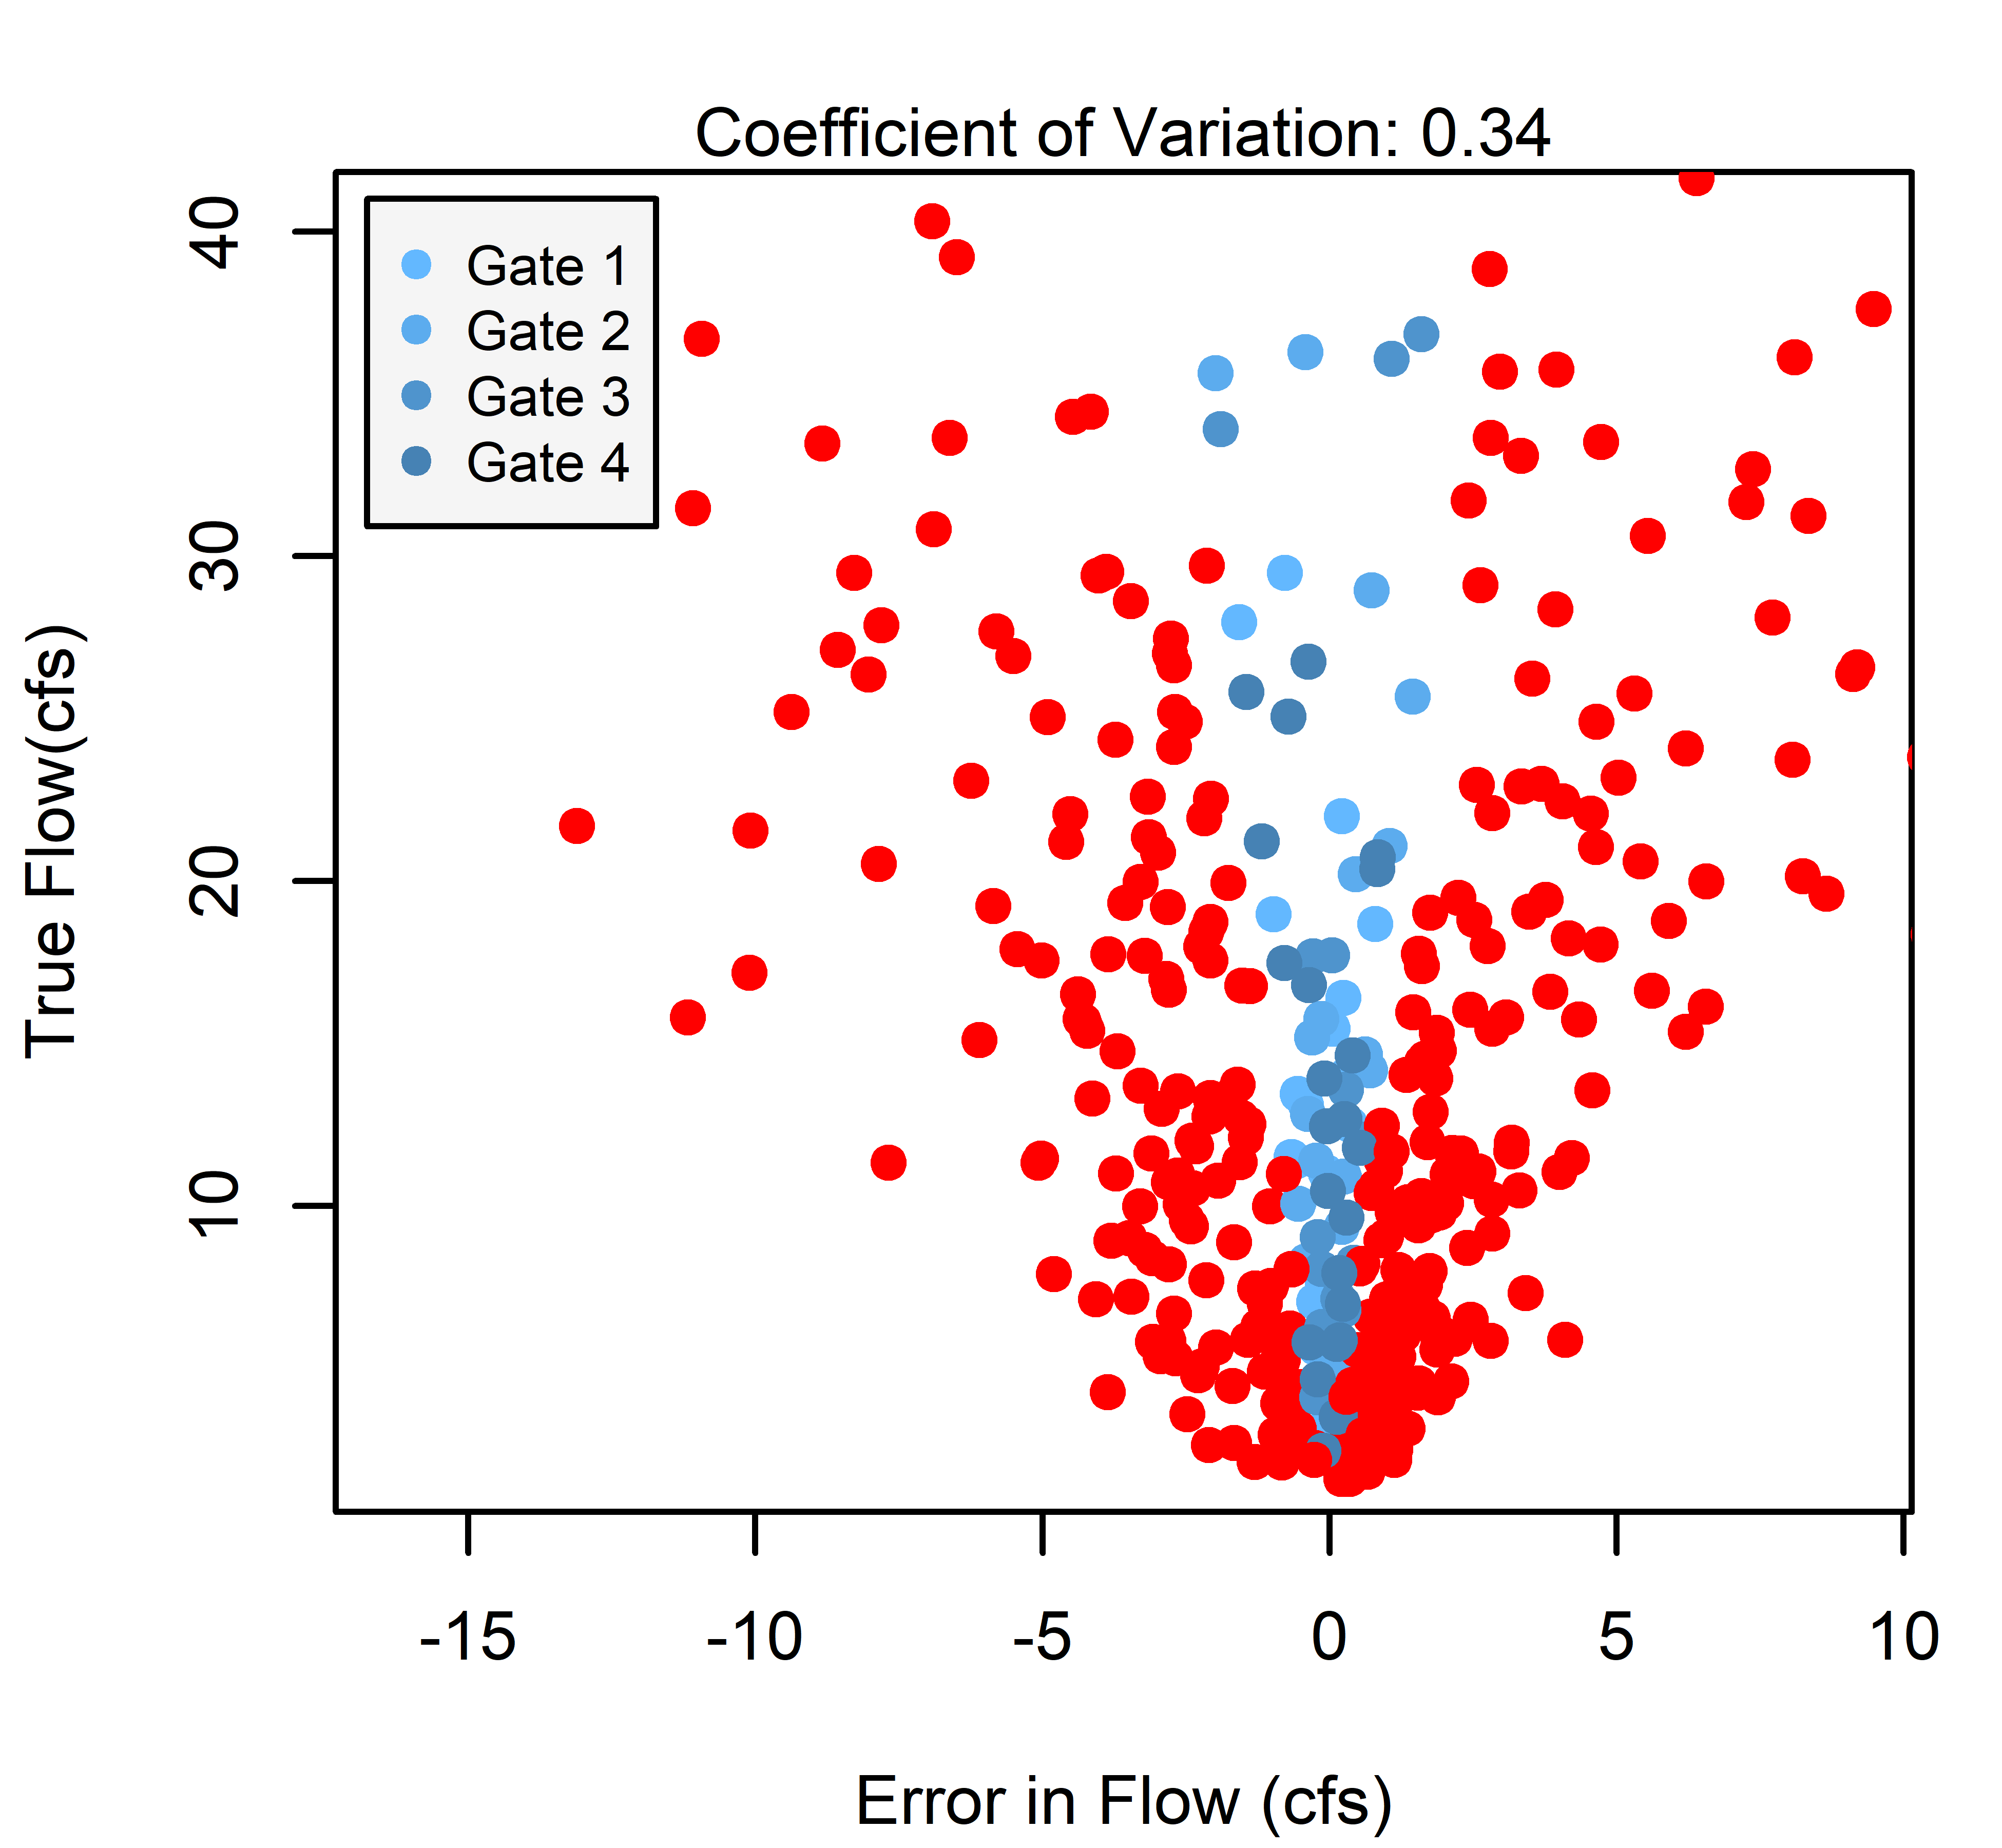 Coefficient of Variation: 0.34
Gate 1
Gate 2
Gate 3
Gate 4
True Flow(cfs)
40
30
20
10
-15 -10 -5 0 5 10
Error in Flow (cfs)